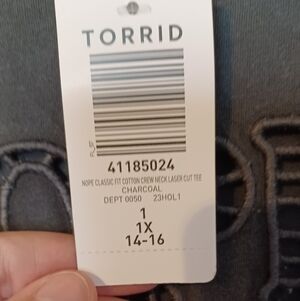 TORRID
41185024
NOPE CLASSIC FIT COTTON CREW NECK LASER CUT TEE
CHARCOAL
DEPT 0050 23HOL1
1
1X
14-16